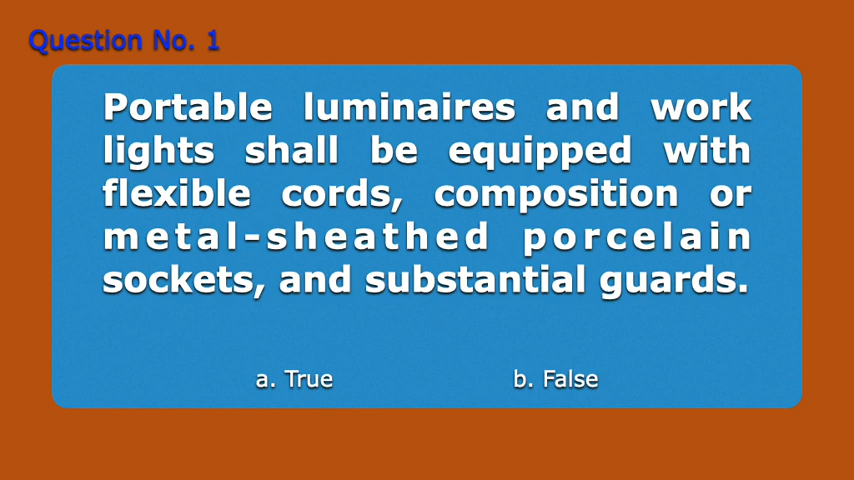 Question No. 1
Portable luminaires and work
lights shall be equipped with
flexible cords, composition or
metal-sheathed porcelain
sockets, and substantial guards.
a. True b. False